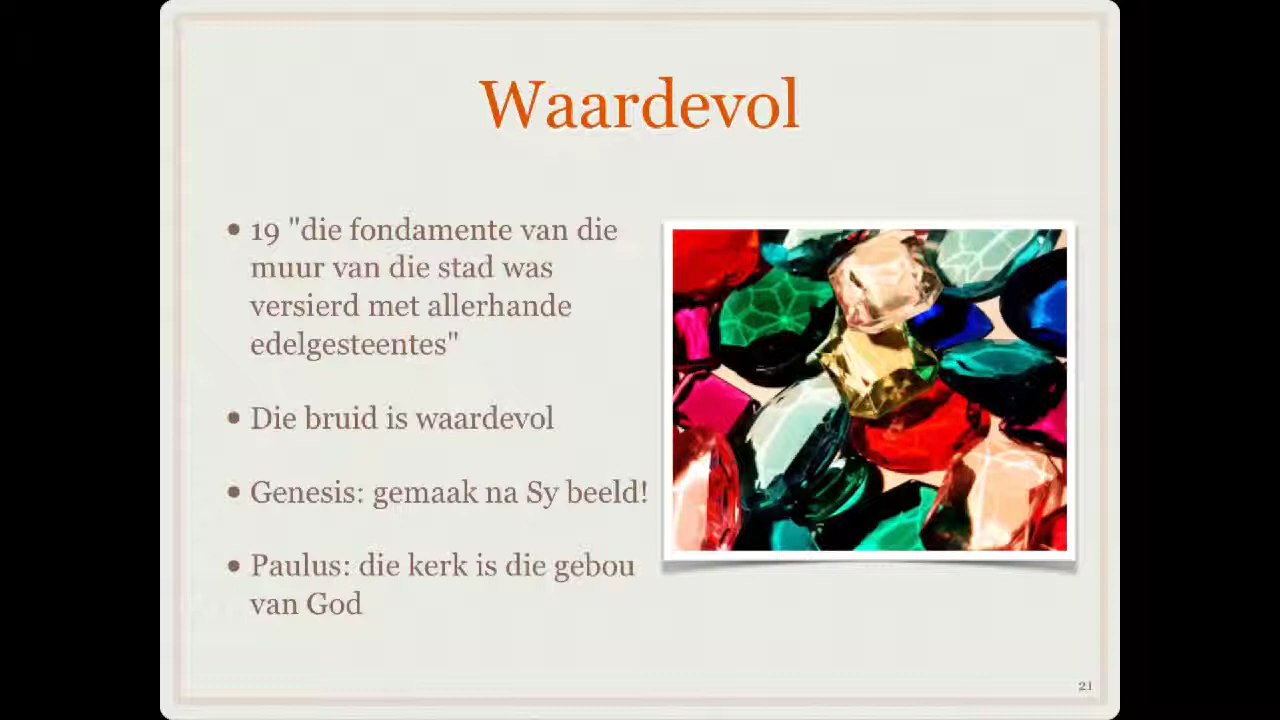 Waardevol
• 19 "die fondamente van die
muur van die stad was
versierd met allerhande
edelgesteentes"
• Die bruid is waardevol
• Genesis: gemaak na Sy beeld!
• Paulus: die kerk is die gebou
van God
21